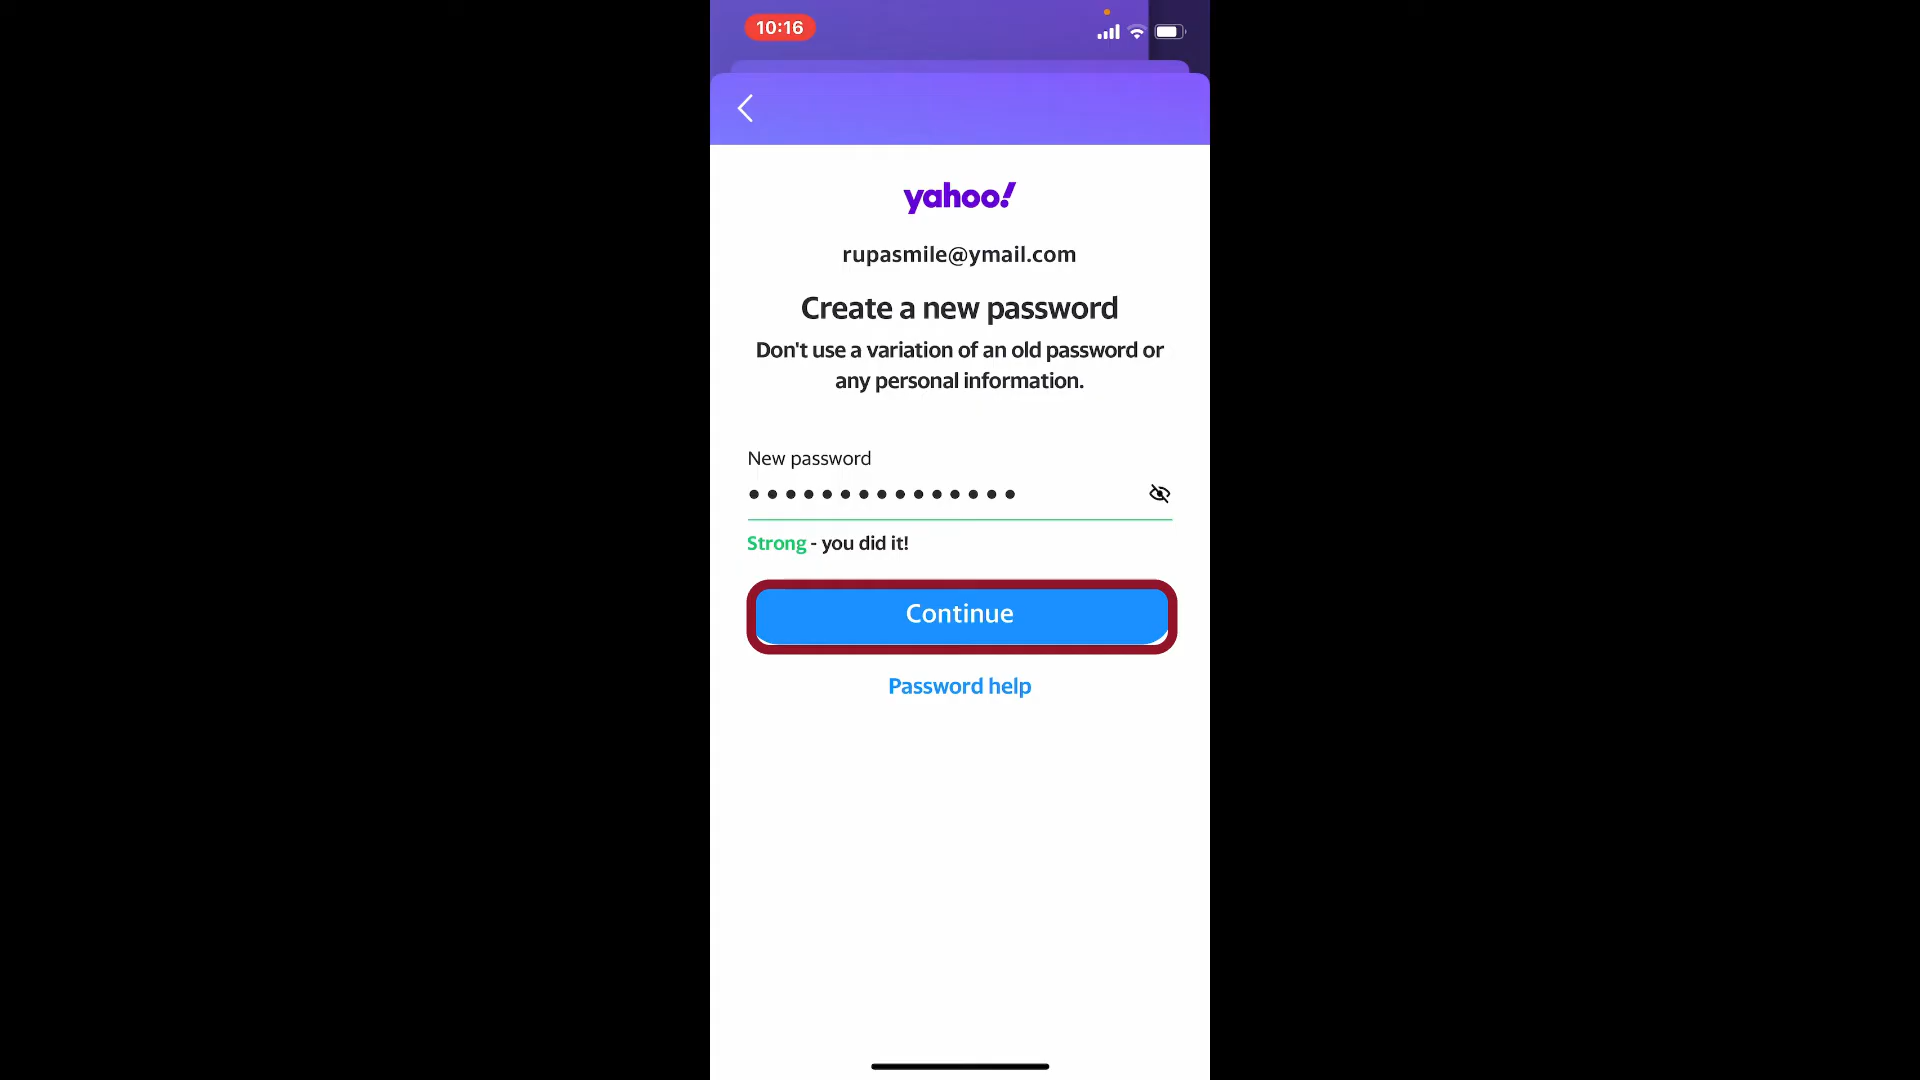 10:16
yahoo!
rupasmile@ymail.com
Create a new password
Don't use a variation of an old password or
any personal information.
New password
Strong - you did it!
Continue
Password help